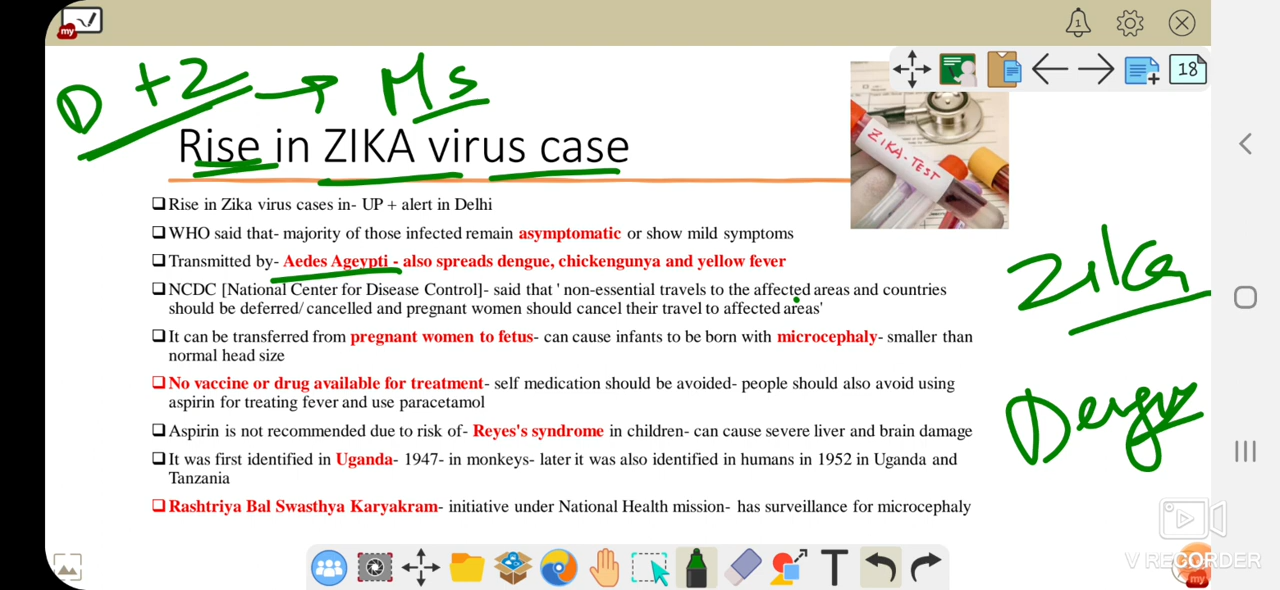 my
1
18
D + 2 → Ms
Rise in ZIKA virus case
ZIKA-TEST
❑Rise in Zika virus cases in- UP + alert in Delhi
❑WHO said that- majority of those infected remain asymptomatic or show mild symptoms
❑Transmitted by- Aedes Ageypti - also spreads dengue, chickengunya and yellow fever
❑NCDC [National Center for Disease Control]- said that ' non-essential travels to the affected areas and countries
should be deferred/ cancelled and pregnant women should cancel their travel to affected areas'
❑It can be transferred from pregnant women to fetus- can cause infants to be born with microcephaly- smaller than
normal head size
❑No vaccine or drug available for treatment- self medication should be avoided- people should also avoid using
aspirin for treating fever and use paracetamol
❑Aspirin is not recommended due to risk of- Reyes's syndrome in children- can cause severe liver and brain damage
❑It was first identified in Uganda- 1947- in monkeys- later it was also identified in humans in 1952 in Uganda and
Tanzania
❑Rashtriya Bal Swasthya Karyakram- initiative under National Health mission- has surveillance for microcephaly
Zika
T
V RECORDER
my